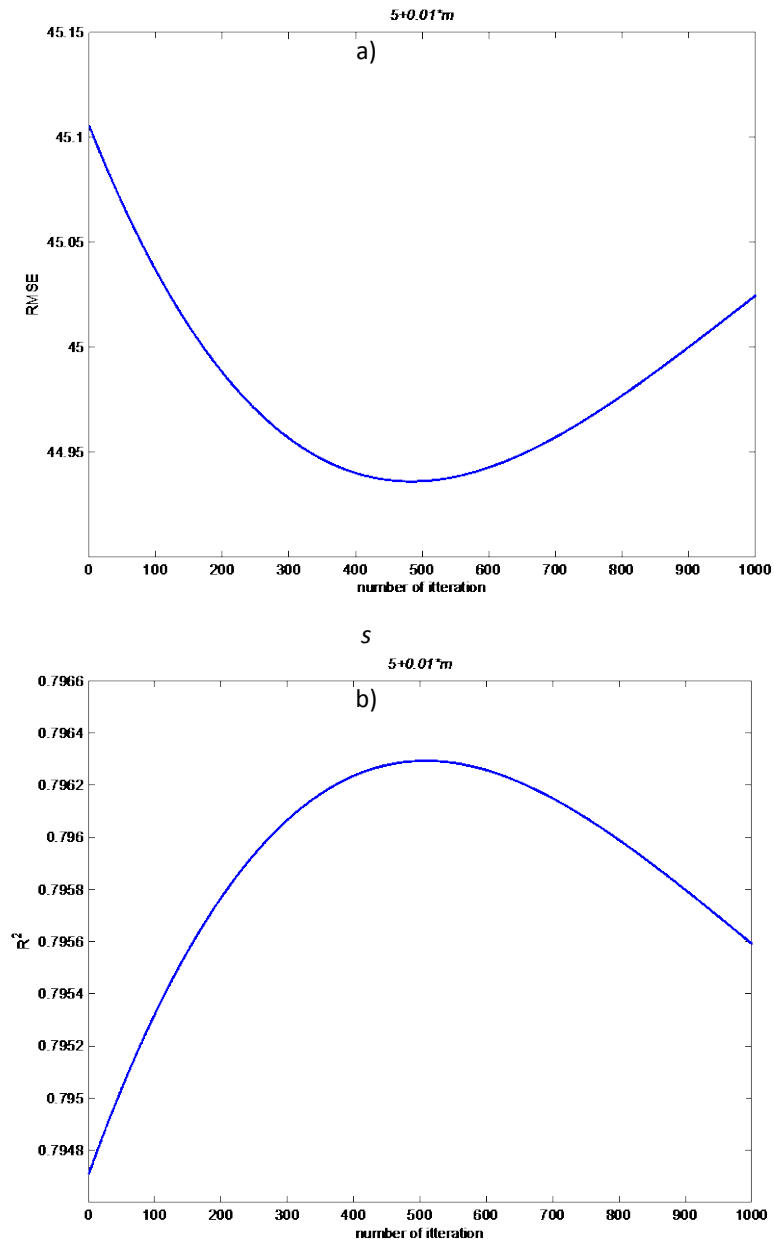 5+0.01*m
a)
45.15
45.1
45.05
45
44.95
RMSE
0 100 200 300 400 500 600 700 800 900 1000
number of itteration
s
5+0.01*m
b)
0.7966
0.7964
0.7962
0.796
0.7958
0.7956
0.7954
0.7952
0.795
0.7948
R²
0 100 200 300 400 500 600 700 800 900 1000
number of itteration